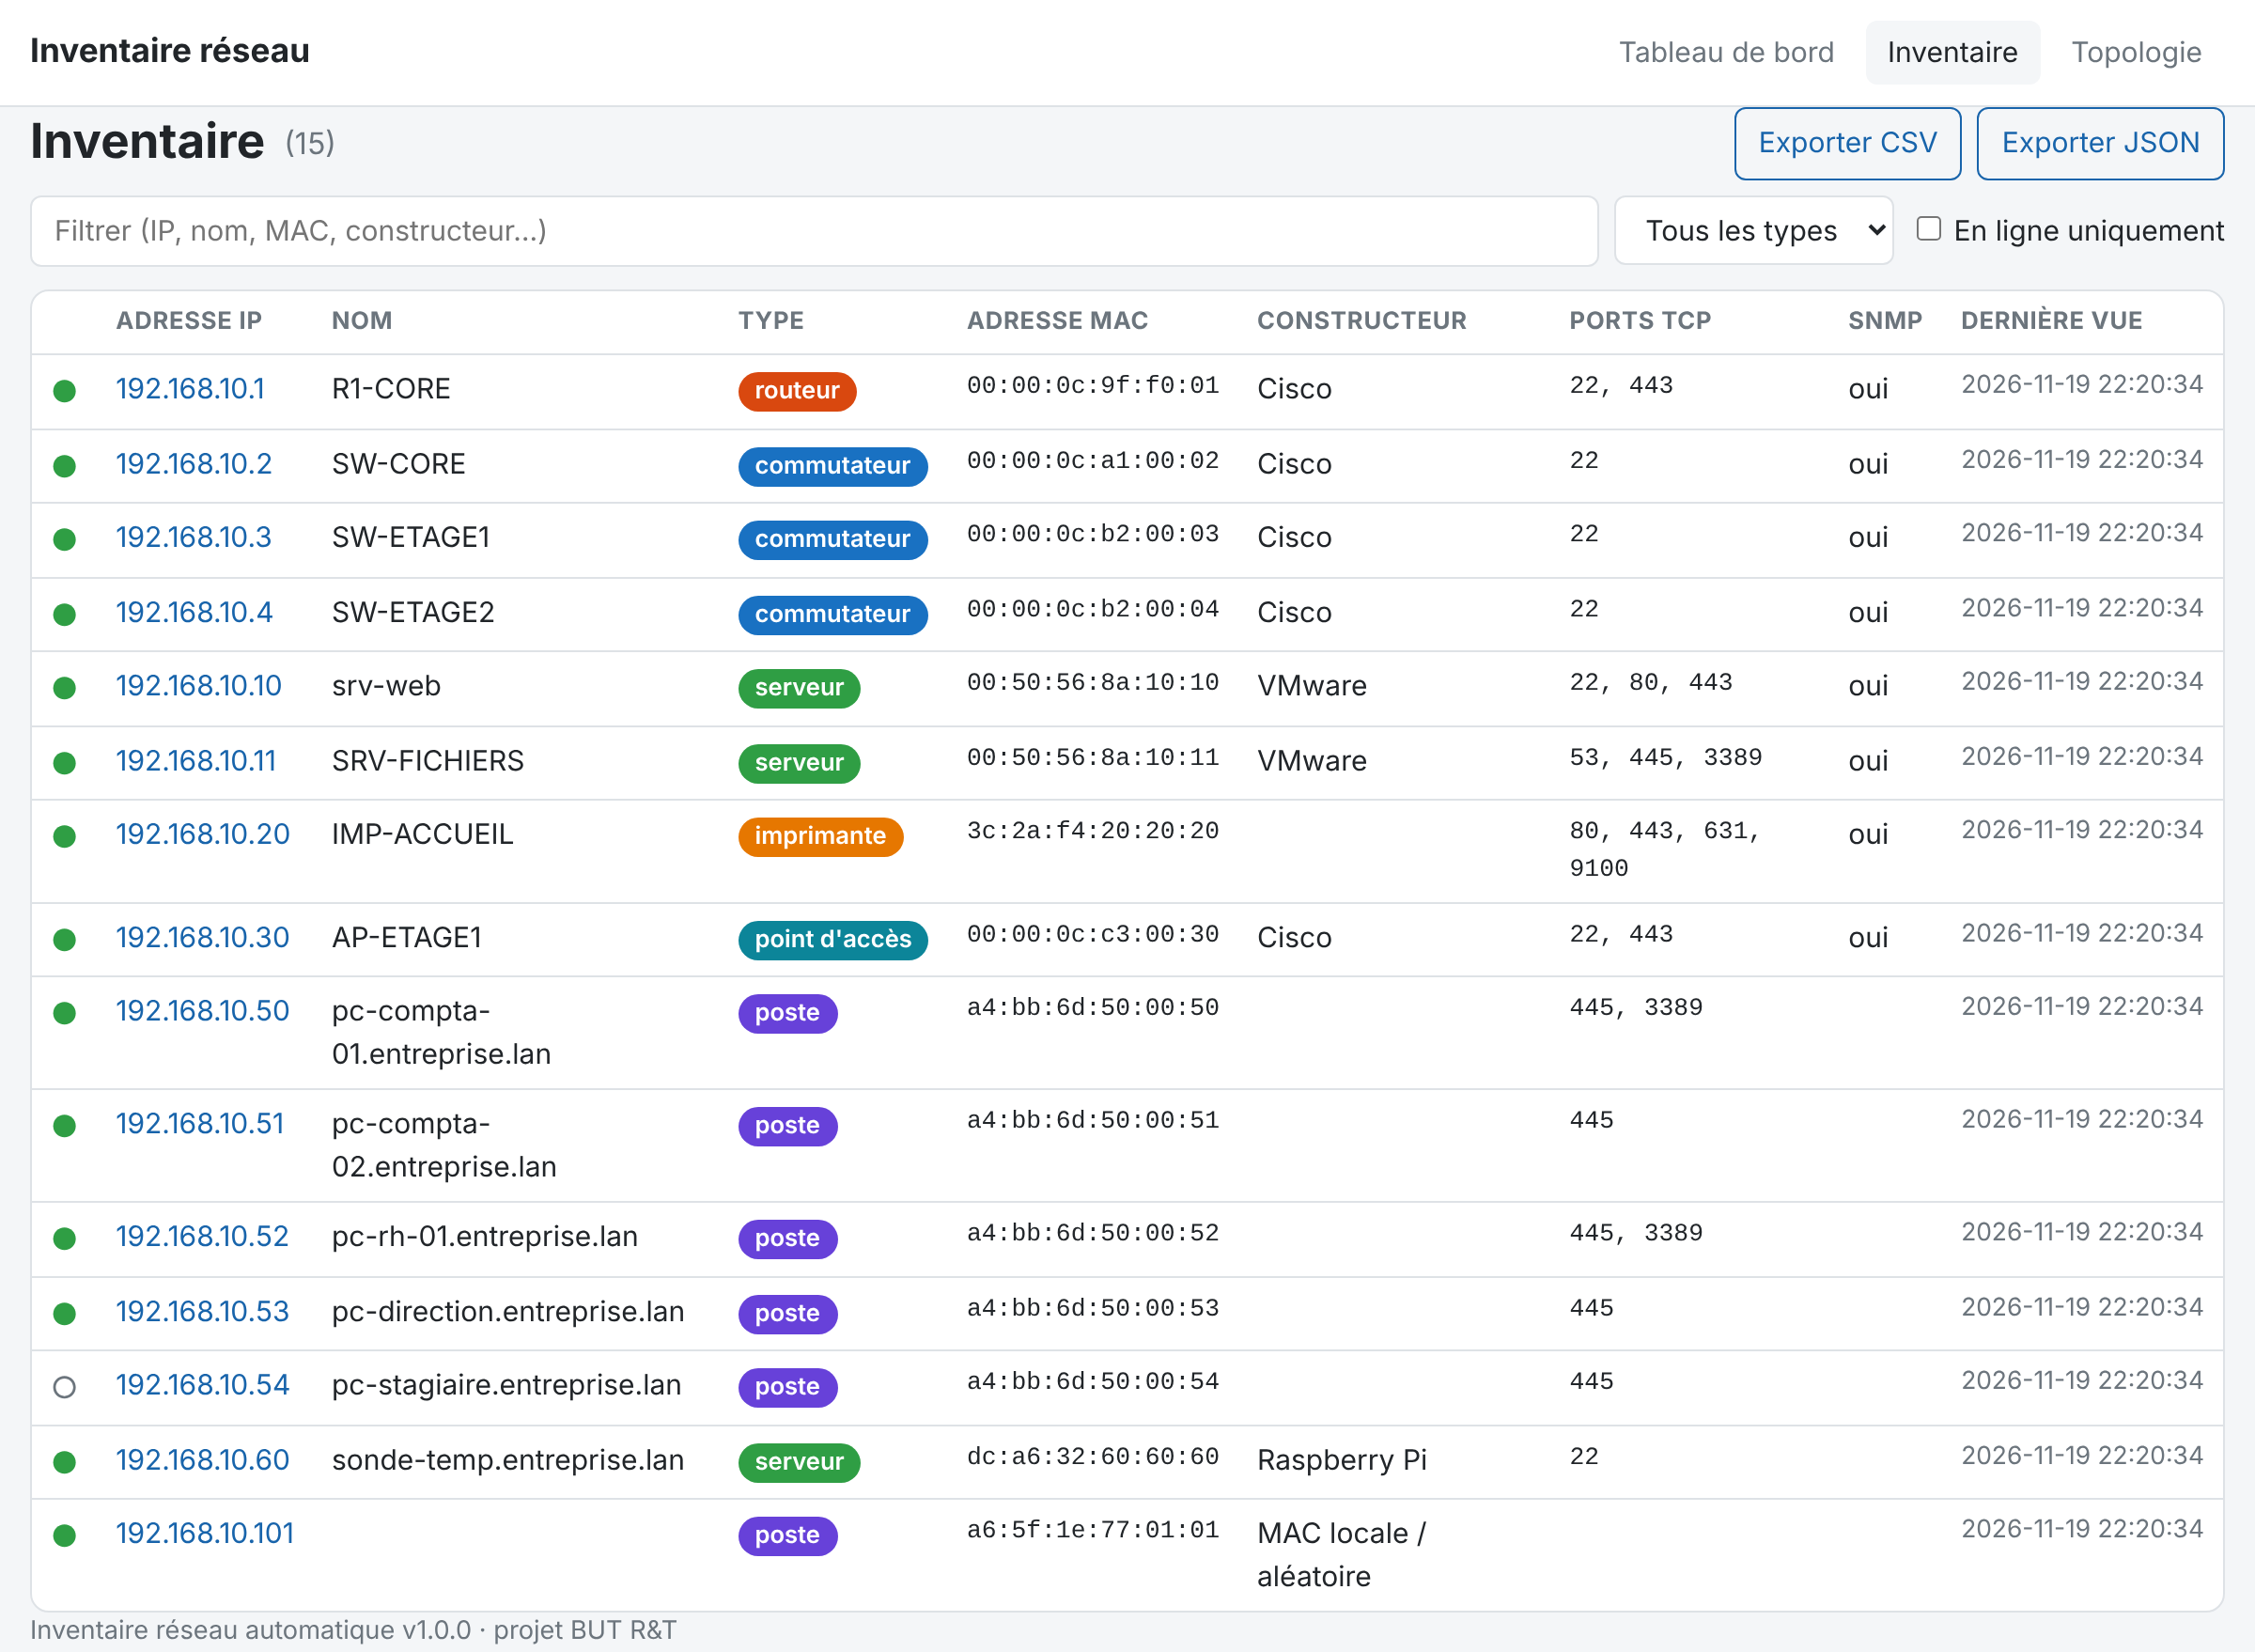 Inventaire réseau Tableau de bord Inventaire Topologie
Inventaire (15) Exporter CSV Exporter JSON
Filtrer (IP, nom, MAC, constructeur...) Tous les types En ligne uniquement
ADRESSE IP NOM TYPE ADRESSE MAC CONSTRUCTEUR PORTS TCP SNMP DERNIÈRE VUE
192.168.10.1 R1-CORE routeur 00:00:0c:9f:f0:01 Cisco 22, 443 oui 2026-11-19 22:20:34
192.168.10.2 SW-CORE commutateur 00:00:0c:a1:00:02 Cisco 22 oui 2026-11-19 22:20:34
192.168.10.3 SW-ETAGE1 commutateur 00:00:0c:b2:00:03 Cisco 22 oui 2026-11-19 22:20:34
192.168.10.4 SW-ETAGE2 commutateur 00:00:0c:b2:00:04 Cisco 22 oui 2026-11-19 22:20:34
192.168.10.10 srv-web serveur 00:50:56:8a:10:10 VMware 22, 80, 443 oui 2026-11-19 22:20:34
192.168.10.11 SRV-FICHIERS serveur 00:50:56:8a:10:11 VMware 53, 445, 3389 oui 2026-11-19 22:20:34
192.168.10.20 IMP-ACCUEIL imprimante 3c:2a:f4:20:20:20 80, 443, 631, oui 2026-11-19 22:20:34
9100
192.168.10.30 AP-ETAGE1 point d'accès 00:00:0c:c3:00:30 Cisco 22, 443 oui 2026-11-19 22:20:34
192.168.10.50 pc-compta- poste a4:bb:6d:50:00:50 445, 3389 2026-11-19 22:20:34
01.entreprise.lan
192.168.10.51 pc-compta- poste a4:bb:6d:50:00:51 445 2026-11-19 22:20:34
02.entreprise.lan
192.168.10.52 pc-rh-01.entreprise.lan poste a4:bb:6d:50:00:52 445, 3389 2026-11-19 22:20:34
192.168.10.53 pc-direction.entreprise.lan poste a4:bb:6d:50:00:53 445 2026-11-19 22:20:34
192.168.10.54 pc-stagiaire.entreprise.lan poste a4:bb:6d:50:00:54 445 2026-11-19 22:20:34
192.168.10.60 sonde-temp.entreprise.lan serveur dc:a6:32:60:60:60 Raspberry Pi 22 2026-11-19 22:20:34
192.168.10.101 poste a6:5f:1e:77:01:01 MAC locale / 2026-11-19 22:20:34
aléatoire
Inventaire réseau automatique v1.0.0 · projet BUT R&T